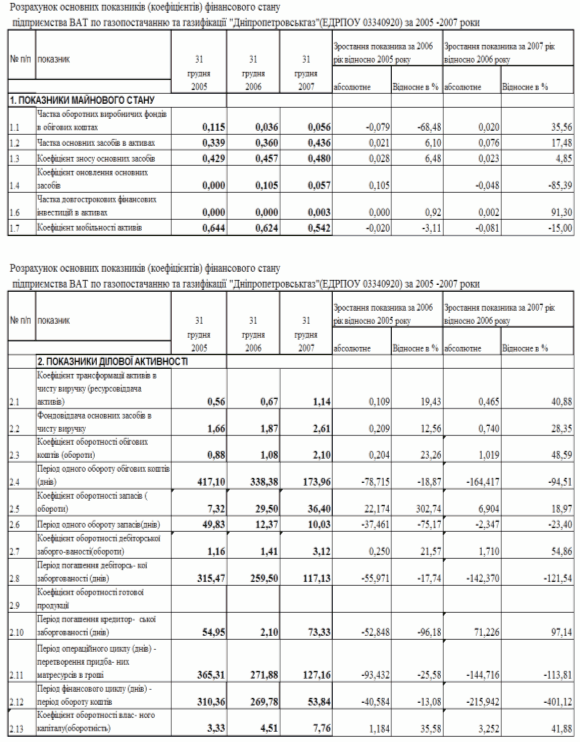 Розрахунок основних показників (коефіцієнтів) фінансового стану
підприємства ВАТ по газопостачанню та газифікації "Дніпропетровськгаз"(ЕДРПОУ 03340920) за 2005 -2007 роки
№ п/п показник 31 грудня 2005 31 грудня 2006 31 грудня 2007 Зростання показника за 2006 рік відносно 2005 року Зростання показника за 2007 рік відносно 2006 року
абсолютне Відносне в % абсолютне Відносне в %
1. ПОКАЗНИКИ МАЙНОВОГО СТАНУ
Частка оборотних виробничих фондів
1.1 в обігових коштах 0,115 0,036 0,056 -0,079 -68,48 0,020 35,56
1.2 Частка основних засобів в активах 0,339 0,360 0,436 0,021 6,10 0,076 17,48
1.3 Коефіцієнт зносу основних засобів 0,429 0,457 0,480 0,028 6,48 0,023 4,85
Коефіцієнт оновлення основних
1.4 засобів 0,000 0,105 0,057 0,105 -0,048 -85,39
Частка довгострокових фінансових
1.6 інвестицій в активах 0,000 0,000 0,003 0,000 0,92 0,002 91,30
1.7 Коефіцієнт мобільності активів 0,644 0,624 0,542 -0,020 -3,11 -0,081 -15,00
Розрахунок основних показників (коефіцієнтів) фінансового стану
підприємства ВАТ по газопостачанню та газифікації "Дніпропетровськгаз"(ЕДРПОУ 03340920) за 2005 -2007 роки
№ п/п показник 31 грудня 2005 31 грудня 2006 31 грудня 2007 Зростання показника за 2006 рік відносно 2005 року Зростання показника за 2007 рік відносно 2006 року
абсолютне Відносне в % абсолютне Відносне в %
2. ПОКАЗНИКИ ДІЛОВОЇ АКТИВНОСТІ
Коефіцієнт трансформації активів в
чисту виручку (ресурсовіддача
2.1 активів) 0,56 0,67 1,14 0,109 19,43 0,465 40,88
Фондовіддача основних засобів в
2.2 чисту виручку 1,66 1,87 2,61 0,209 12,56 0,740 28,35
Коефіцієнт оборотності обігових
2.3 коштів (обороти) 0,88 1,08 2,10 0,204 23,26 1,019 48,59
Період одного обороту обігових коштів
2.4 (днів) 417,10 338,38 173,96 -78,715 -18,87 -164,417 -94,51
Коефіцієнт оборотності запасів (
2.5 обороти) 7,32 29,50 36,40 22,174 302,74 6,904 18,97
2.6 Період одного обороту запасів(днів) 49,83 12,37 10,03 -37,461 -75,17 -2,347 -23,40
Коефіцієнт оборотності дебіторської
2.7 заборго-ваності(обороти) 1,16 1,41 3,12 0,250 21,57 1,710 54,86
Період погашення дебіторсь- кої
2.8 заборгованості (днів) 315,47 259,50 117,13 -55,971 -17,74 -142,370 -121,54
Коефіцієнт оборотності готової
2.9 продукції
Період погашення кредитор- ської
2.10 заборгованості (днів) 54,95 2,10 73,33 -52,848 -96,18 71,226 97,14
Період операційного циклу (днів) -
перетворення придба- них
2.11 матресурсів в гроші 365,31 271,88 127,16 -93,432 -25,58 -144,716 -113,81
Період фінансового циклу (днів) -
2.12 період обороту коштів 310,36 269,78 53,84 -40,584 -13,08 -215,942 -401,12
Коефіцієнт оборотності влас- ного
2.13 капіталу(оборотність) 3,33 4,51 7,76 1,184 35,58 3,252 41,88